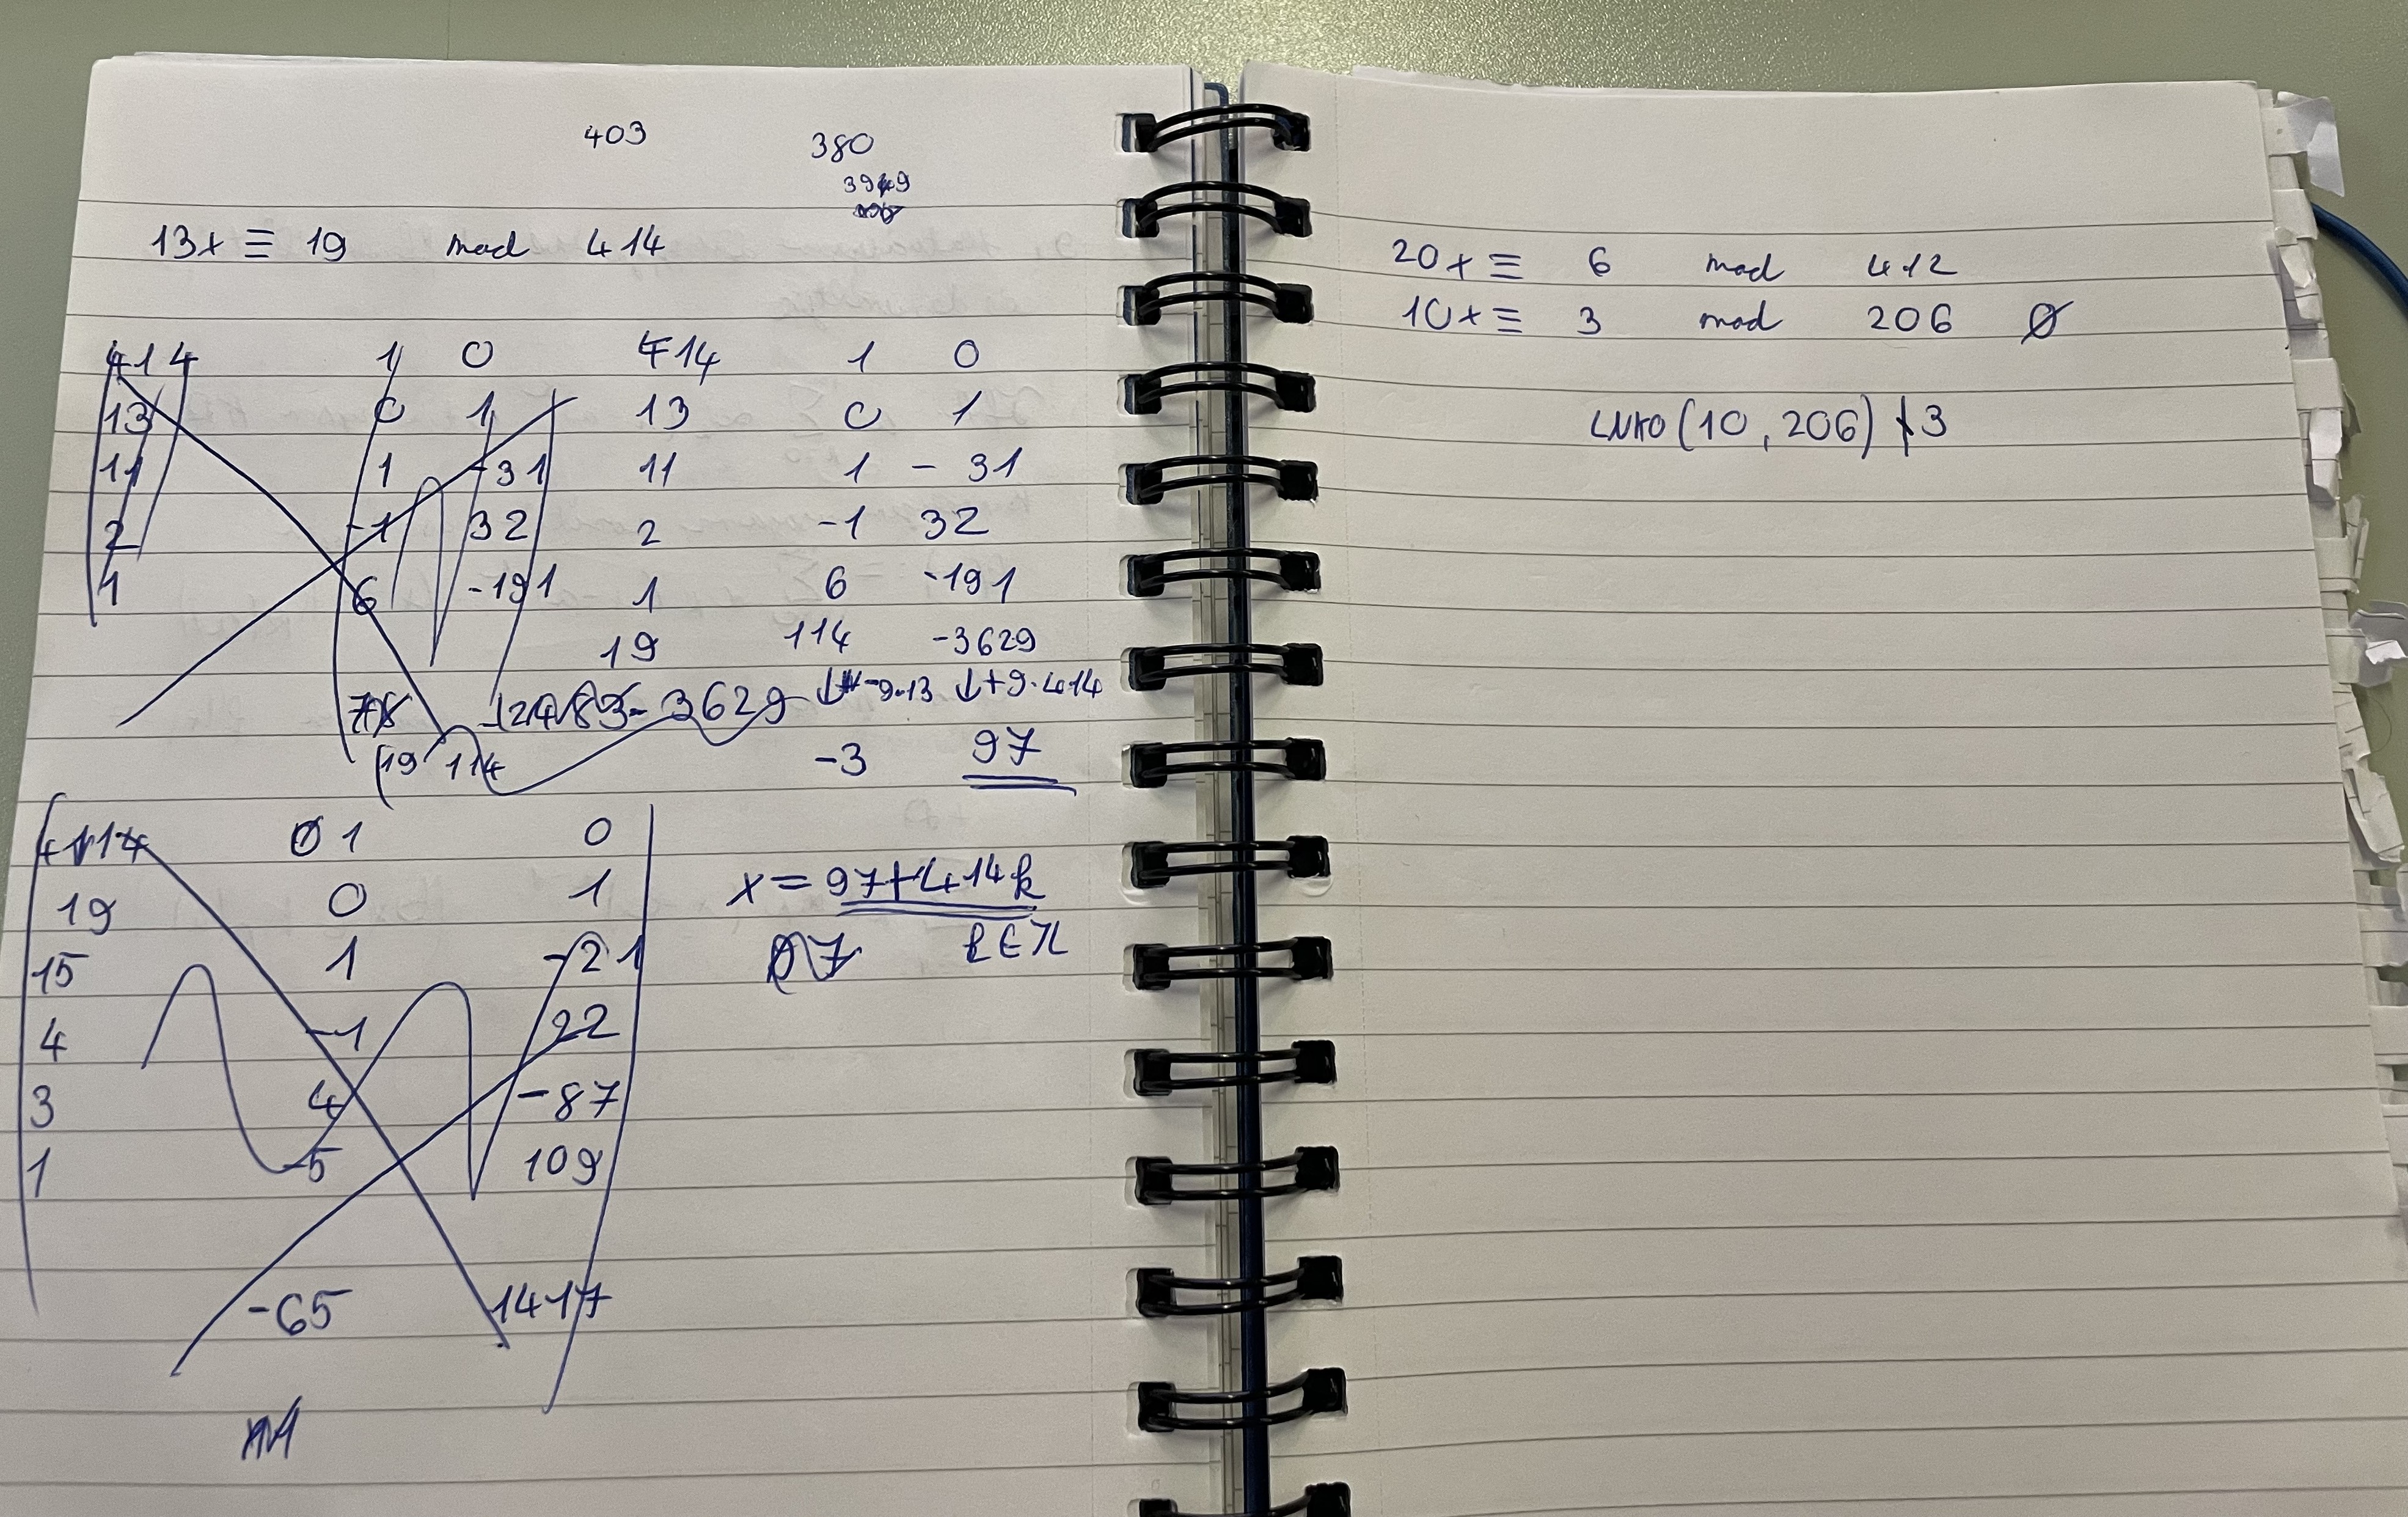 403 380
13x ≡ 19 mod 414
414 1 0 414 1 0
13 0 1 13 0 1
11 1 -31 11 1 - 31
2 -1 32 2 -1 32
1 6 -191 1 6 -191
19 114 -3629
78 - 3629 ↓ -9·13 ↓+9·414
19 114 -3 97
414 1 0
19 0 1
15 1 -21
4 -1 22
3 4 -87
1 -5 109
-65 1417
x = 97+414k
k∈Z
20x ≡ 6 mod 412
10x ≡ 3 mod 206 Ø
LNKO(10, 206) ∤ 3